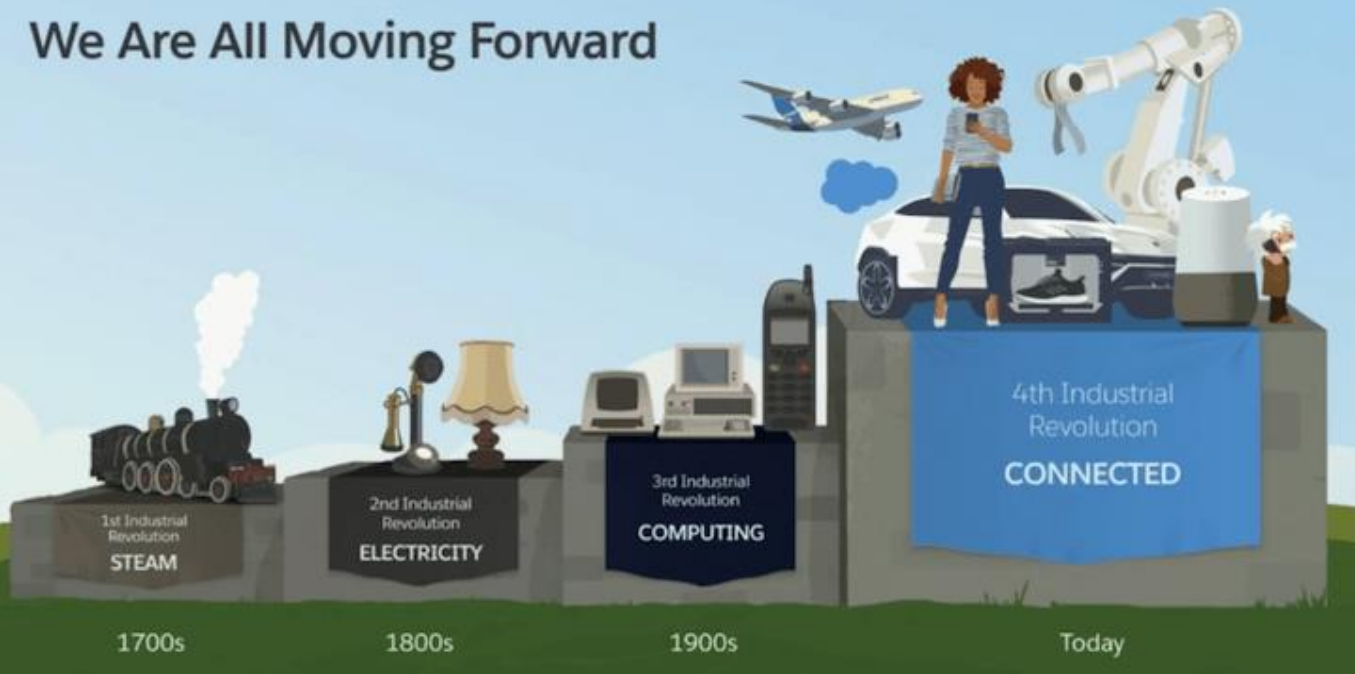 We Are All Moving Forward
1st Industrial
Revolution
STEAM
2nd Industrial
Revolution
ELECTRICITY
3rd Industrial
Revolution
COMPUTING
4th Industrial
Revolution
CONNECTED
1700s
1800s
1900s
Today